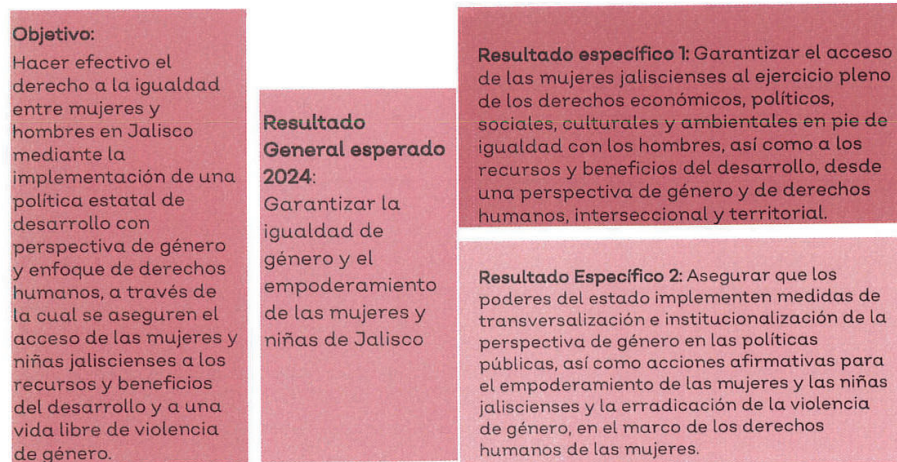 Objetivo:
Hacer efectivo el
derecho a la igualdad
entre mujeres y
hombres en Jalisco
mediante la
implementación de una
política estatal de
desarrollo con
perspectiva de género
y enfoque de derechos
humanos, a través de
la cual se aseguren el
acceso de las mujeres y
niñas jaliscienses a los
recursos y beneficios
del desarrollo y a una
vida libre de violencia
de género.
Resultado
General esperado
2024:
Garantizar la
igualdad de
género y el
empoderamiento
de las mujeres y
niñas de Jalisco
Resultado específico 1: Garantizar el acceso
de las mujeres jaliscienses al ejercicio pleno
de los derechos económicos, políticos,
sociales, culturales y ambientales en pie de
igualdad con los hombres, así como a los
recursos y beneficios del desarrollo, desde
una perspectiva de género y de derechos
humanos, interseccional y territorial.
Resultado Específico 2: Asegurar que los
poderes del estado implementen medidas de
transversalización e institucionalización de la
perspectiva de género en las políticas
públicas, así como acciones afirmativas para
el empoderamiento de las mujeres y las niñas
jaliscienses y la erradicación de la violencia
de género, en el marco de los derechos
humanos de las mujeres.